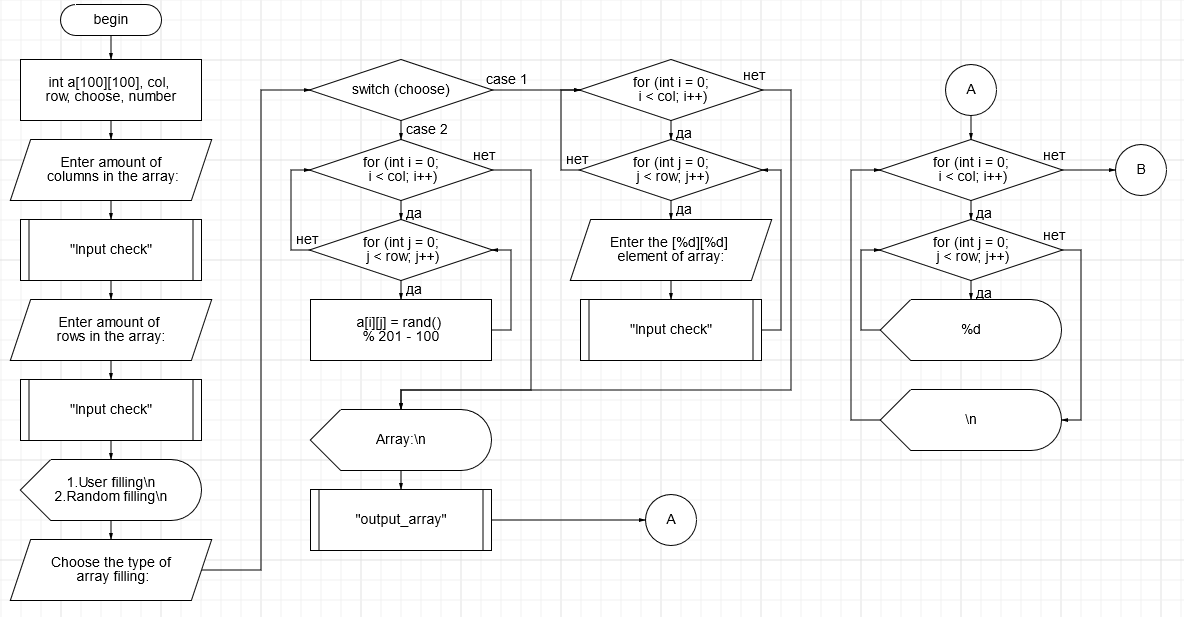 begin
int a[100][100], col,
row, choose, number
Enter amount of
columns in the array:
"Input check"
Enter amount of
rows in the array:
"Input check"
1.User filling\n
2.Random filling\n
Choose the type of
array filling:
switch (choose)
case 1
case 2
for (int i = 0;
i < col; i++)
нет
да
for (int j = 0;
j < row; j++)
нет
да
a[i][j] = rand()
% 201 - 100
for (int i = 0;
i < col; i++)
нет
да
for (int j = 0;
j < row; j++)
нет
да
Enter the [%d][%d]
element of array:
"Input check"
Array:\n
"output_array"
A
A
for (int i = 0;
i < col; i++)
нет
B
да
for (int j = 0;
j < row; j++)
нет
да
%d
\n